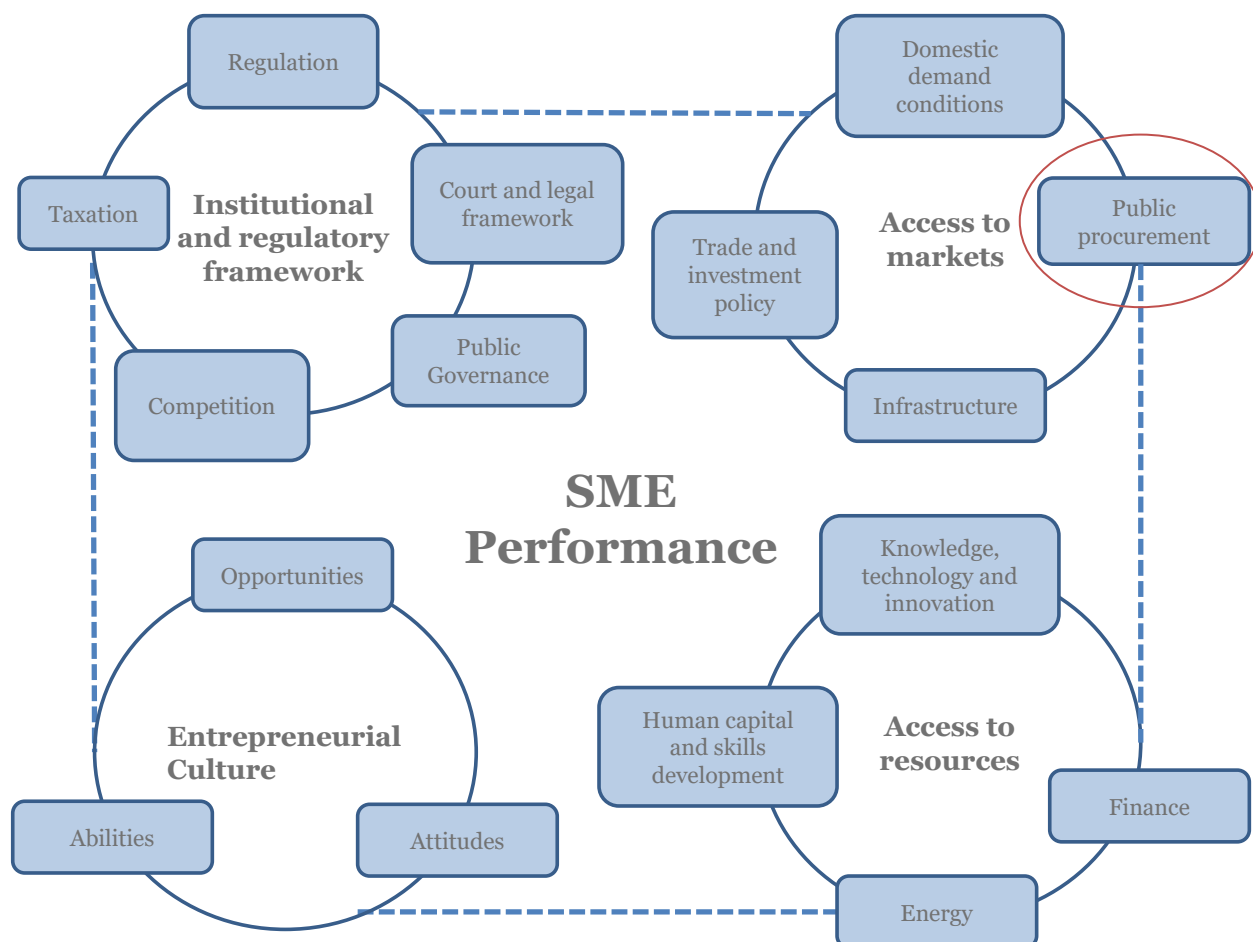 Regulation
Court and legal
framework
Taxation
Institutional
and regulatory
framework
Public
Governance
Competition
Domestic
demand
conditions
Public
procurement
Access to
markets
Trade and
investment
policy
Infrastructure
SME
Performance
Opportunities
Entrepreneurial
Culture
Abilities
Attitudes
Knowledge,
technology and
innovation
Human capital
and skills
development
Access to
resources
Finance
Energy